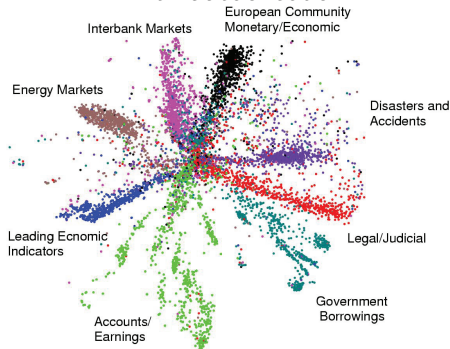 European Community
Monetary/Economic
Interbank Markets
Energy Markets
Disasters and
Accidents
Leading Ecnomic
Indicators
Legal/Judicial
Government
Borrowings
Accounts/
Earnings